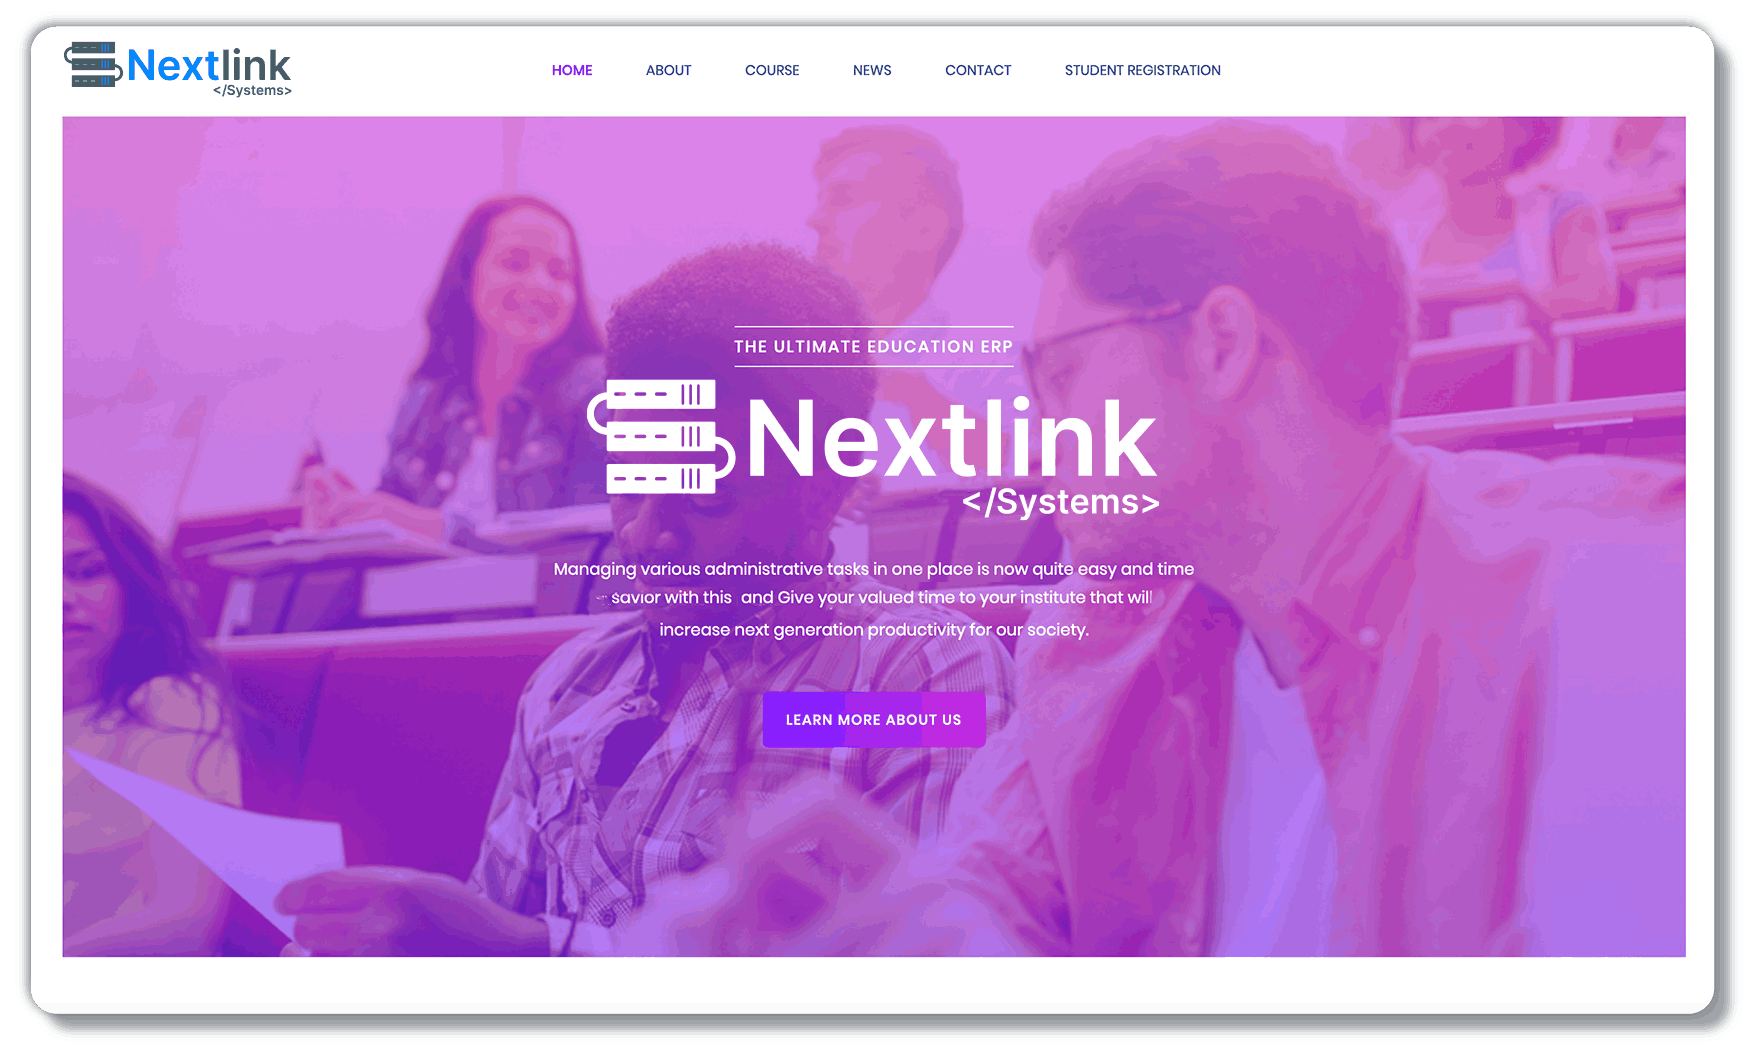 Nextlink
</Systems>
HOME ABOUT COURSE NEWS CONTACT STUDENT REGISTRATION
THE ULTIMATE EDUCATION ERP
Nextlink
</Systems>
Managing various administrative tasks in one place is now quite easy and time
savior with this and Give your valued time to your institute that will
increase next generation productivity for our society.
LEARN MORE ABOUT US